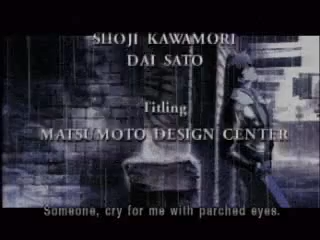 SHOJI KAWAMORI
DAI SATO
Titling
MATSUMOTO DESIGN CENTER
Someone, cry for me with parched eyes.